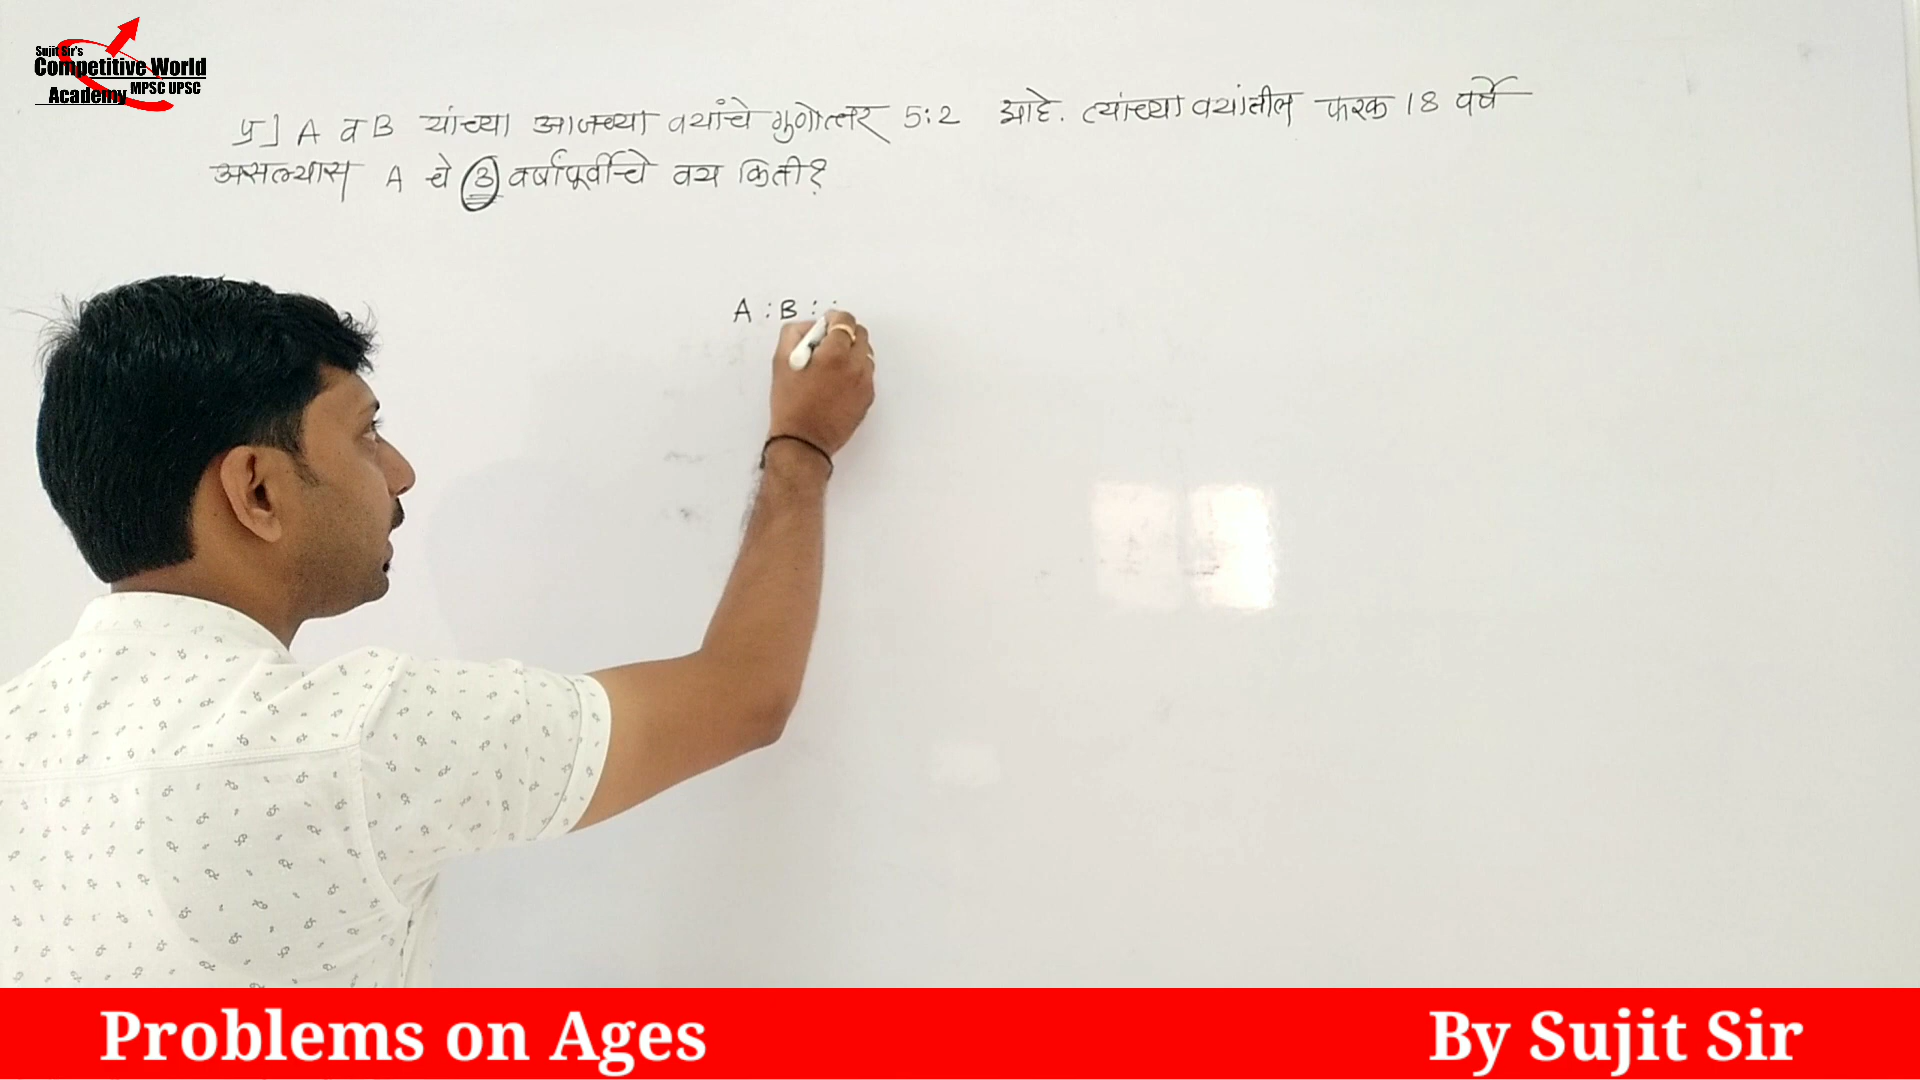 Sujit Sir's
Competitive World
Academy MPSC UPSC
प्र] A व B यांच्या आजच्या वयांचे गुणोत्तर 5:2 आहे. त्यांच्या वयांतील फरक 18 वर्षे
असल्यास A चे 3 वर्षांपूर्वीचे वय किती?
A : B :
Problems on Ages
By Sujit Sir